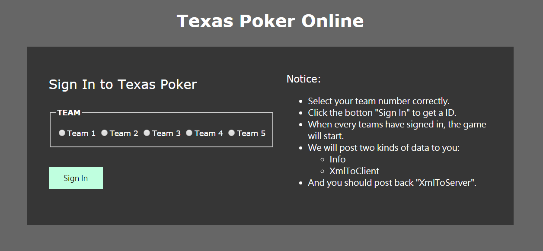 Texas Poker Online
Sign In to Texas Poker
TEAM
Team 1 Team 2 Team 3 Team 4 Team 5
Sign In
Notice:
Select your team number correctly.
Click the botton "Sign In" to get a ID.
When every teams have signed in, the game
will start.
We will post two kinds of data to you:
Info
XmlToClient
And you should post back "XmlToServer".